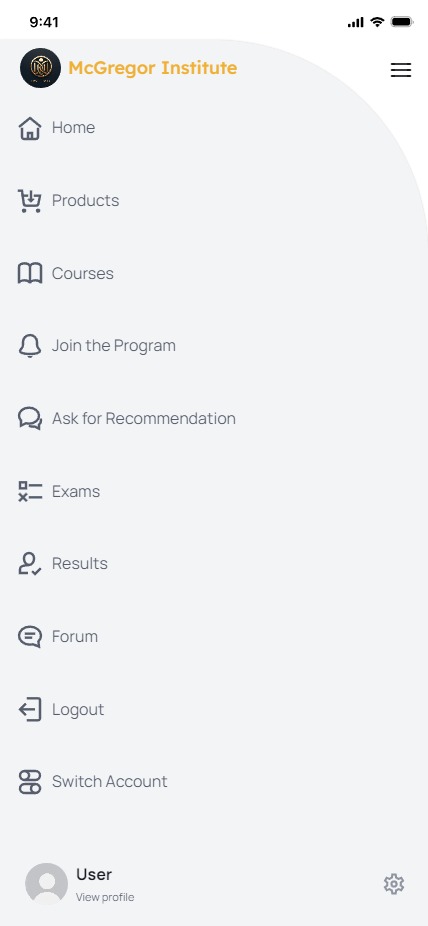 9:41
McGregor Institute
Home
Products
Courses
Join the Program
Ask for Recommendation
Exams
Results
Forum
Logout
Switch Account
User
View profile